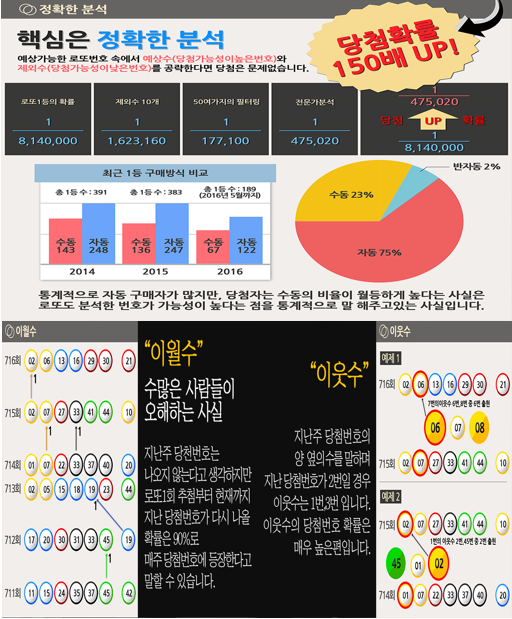 정확한 분석
핵심은 정확한 분석
예상가능한 로또번호 속에서 예상수(당첨가능성이높은번호)와
제외수(당첨가능성이낮은번호)를 공략한다면 당첨은 문제없습니다.
당첨확률
150배 UP!
로또1등의 확률
1
8,140,000
제외수 10개
1
1,623,160
50여가지의 필터링
1
177,100
전문가분석
1
475,020
1
475,020
당첨 UP 확률
1
8,140,000
최근 1등 구매방식 비교
총 1등 수 : 391
총 1등 수 : 383
총 1등 수 : 189
(2016년 5월까지)
수동 143
자동 248
수동 136
자동 247
수동 67
자동 122
2014
2015
2016
수동 23%
반자동 2%
자동 75%
통계적으로 자동 구매자가 많지만, 당첨자는 수동의 비율이 월등하게 높다는 사실은
로또도 분석한 번호가 가능성이 높다는 점을 통계적으로 말 해주고있는 사실입니다.
이월수
716회 02 06 13 16 29 30 21
1
715회 02 07 27 33 41 44 10
1 1
714회 01 07 22 33 37 40 20
713회 02 05 15 18 19 23 44
1
712회 17 20 30 31 33 45 19
1
711회 11 15 24 35 37 45 42
“이월수”
수많은 사람들이
오해하는 사실
지난주 당첨번호는
나오지 않는다고 생각하지만
로또1회 추첨부터 현재까지
지난 당첨번호가 다시 나올
확률은 90%로
매주 당첨번호에 등장한다고
말할 수 있습니다.
“이웃수”
지난주 당첨번호의
양 옆의 수를 말하며
지난 당첨번호가 2번일 경우
이웃수는 1번,3번 입니다.
이웃수의 당첨번호 확률은
매우 높은편입니다.
이웃수
예제 1
716회 02 06 13 16 29 30 21
7번의이웃수 6번,8번 중 6번 출현
06 07 08
715회 02 07 27 33 41 44 10
예제 2
715회 02 07 27 33 41 44 10
1번의 이웃수 2번,45번 중 2번 출현
45 01 02
714회 01 07 22 33 37 40 20